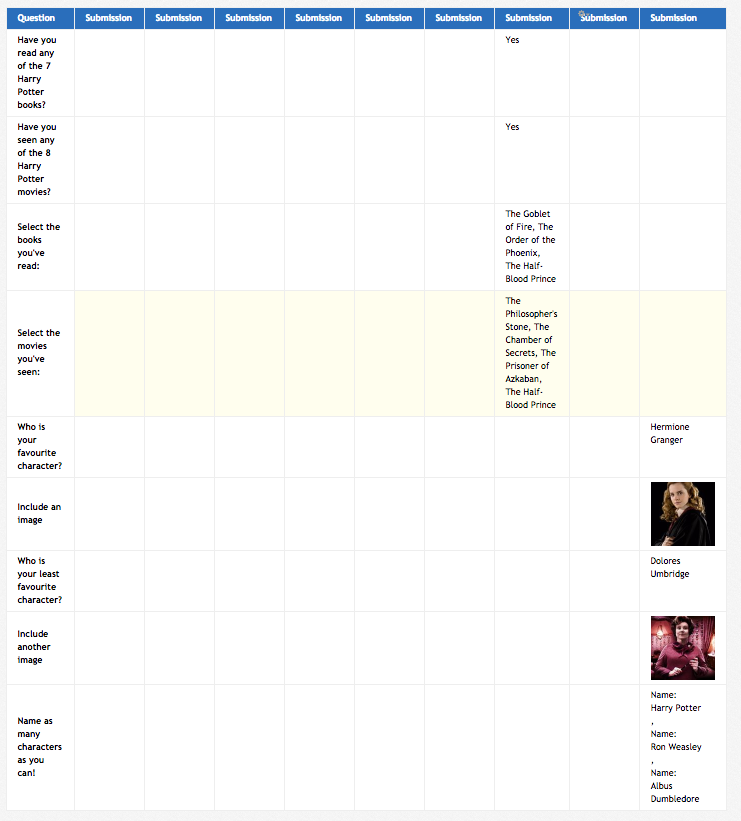 Question Submission Submission Submission Submission Submission Submission Submission Submission Submission
Have you
read any
of the 7
Harry
Potter
books?
Yes
Have you
seen any
of the 8
Harry
Potter
movies?
Yes
Select the
books
you've
read:
The Goblet
of Fire, The
Order of the
Phoenix,
The Half-
Blood Prince
Select the
movies
you've
seen:
The
Philosopher's
Stone, The
Chamber of
Secrets, The
Prisoner of
Azkaban,
The Half-
Blood Prince
Who is
your
favourite
character?
Hermione
Granger
Include an
image
Who is
your least
favourite
character?
Dolores
Umbridge
Include
another
image
Name as
many
characters
as you
can!
Name:
Harry Potter
,
Name:
Ron Weasley
,
Name:
Albus
Dumbledore